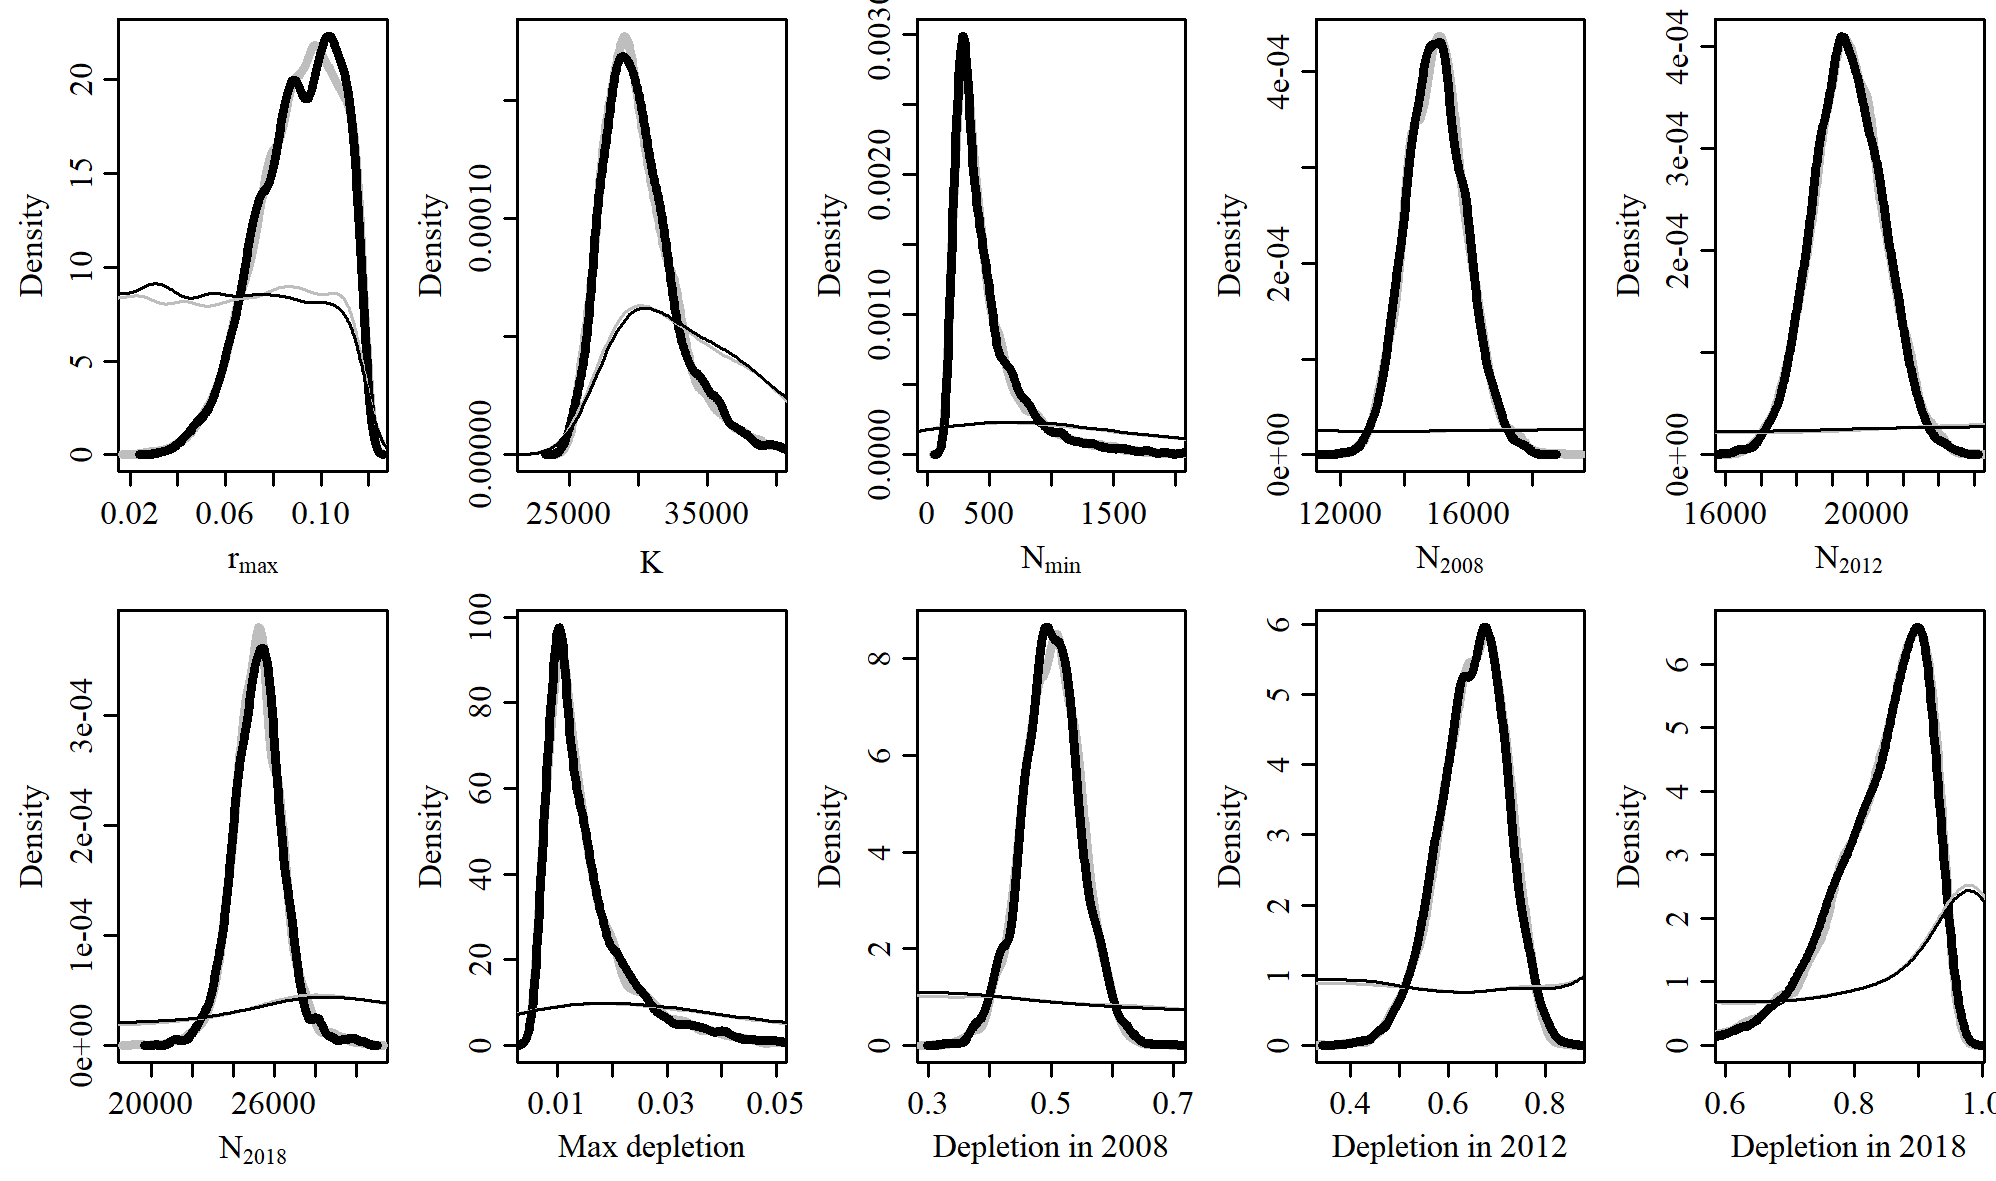 Density
0 5 10 15 20
0.02 0.06 0.10
rmax
Density
0.0000 0.0010
25000 35000
K
Density
0.0000 0.0010 0.0020 0.0030
0 500 1500
Nmin
Density
0e+00 2e-04 4e-04
12000 16000
N2008
Density
0e+00 2e-04 3e-04 4e-04
16000 20000
N2012
Density
0e+00 1e-04 2e-04 3e-04
20000 26000
N2018
Density
0 20 40 60 80 100
0.01 0.03 0.05
Max depletion
Density
0 2 4 6 8
0.3 0.5 0.7
Depletion in 2008
Density
0 1 2 3 4 5 6
0.4 0.6 0.8
Depletion in 2012
Density
0 1 2 3 4 5 6
0.6 0.8 1.0
Depletion in 2018